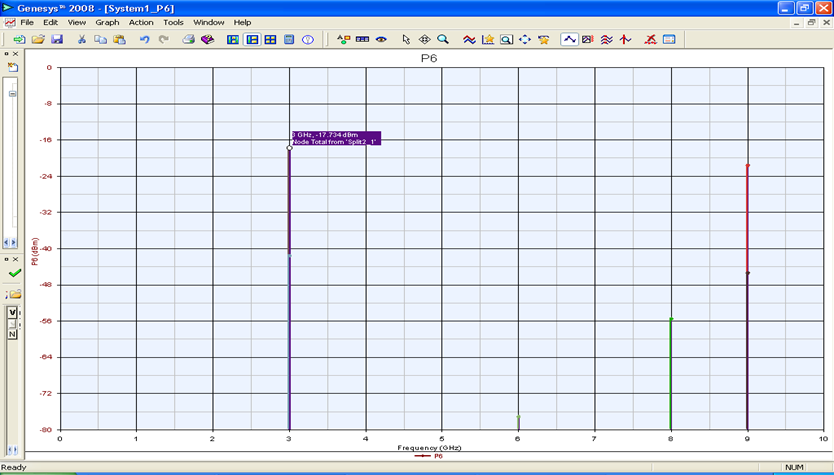 Genesys™ 2008 - [System1_P6]
File Edit View Graph Action Tools Window Help
P6
0
-8
-16
-24
-32
-40
-48
-56
-64
-72
-80
P6 (dBm)
3 GHz, -17.734 dBm
Node Total from 'Split2_1'
0 1 2 3 4 5 6 7 8 9 10
Frequency (GHz)
P6
N
Ready NUM